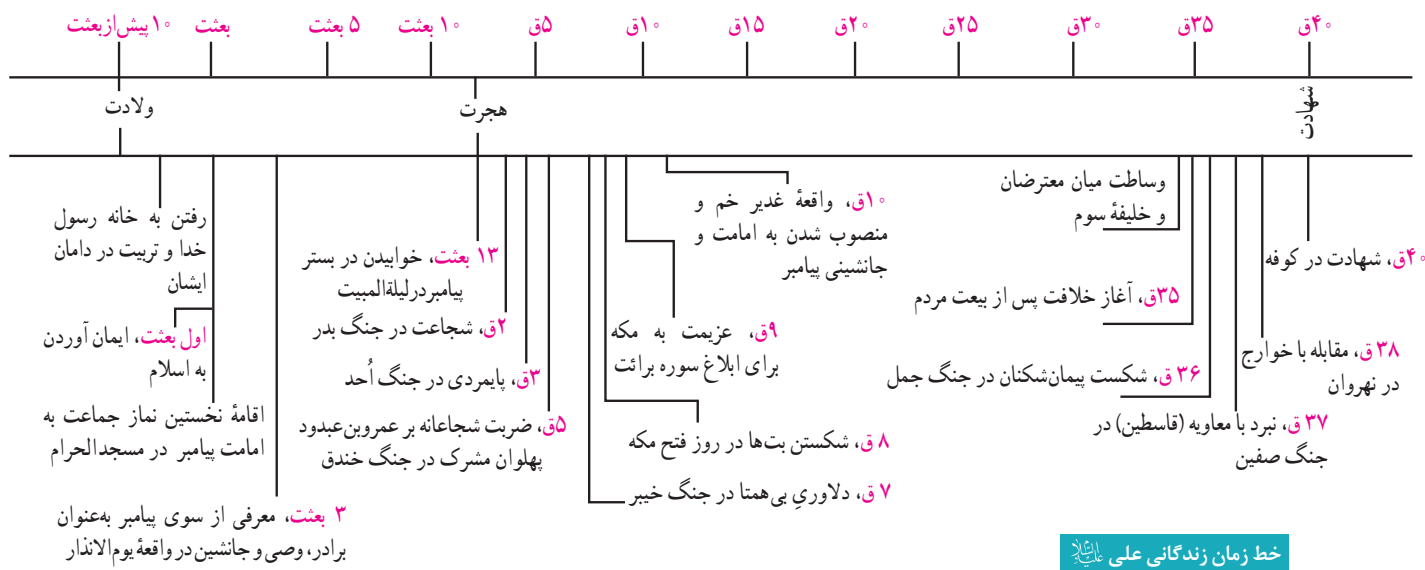 ۱۰ پیش‌از‌بعثت
بعثت
۵ بعثت
۱۰ بعثت
۵ق
۱۰ق
۱۵ق
۲۰ق
۲۵ق
۳۰ق
۳۵ق
۴۰ق
ولادت
هجرت
شهادت
رفتن به خانه رسول
خدا و تربیت در دامان
ایشان
اول بعثت، ایمان آوردن
به اسلام
اقامهٔ نخستین نماز جماعت به
امامت پیامبر در مسجدالحرام
۳ بعثت، معرفی از سوی پیامبر به‌عنوان
برادر، وصی و جانشین در واقعهٔ یوم‌الانذار
۱۳ بعثت، خوابیدن در بستر
پیامبر در لیلةالمبیت
۲ق، شجاعت در جنگ بدر
۳ق، پایمردی در جنگ اُحد
۵ق، ضربت شجاعانه بر عمروبن‌عبدود
پهلوان مشرک در جنگ خندق
۷ ق، دلاوریِ بی‌همتا در جنگ خیبر
۸ ق، شکستن بت‌ها در روز فتح مکه
۹ق، عزیمت به مکه
برای ابلاغ سوره برائت
۱۰ق، واقعهٔ غدیر خم و
منصوب شدن به امامت و
جانشینی پیامبر
وساطت میان معترضان
و خلیفهٔ سوم
۳۵ق، آغاز خلافت پس از بیعت مردم
۳۶ ق، شکست پیمان‌شکنان در جنگ جمل
۳۷ ق، نبرد با معاویه (قاسطین) در
جنگ صفین
۳۸ ق، مقابله با خوارج
در نهروان
۴۰ق، شهادت در کوفه
خط زمان زندگانی علی علیه‌السلام